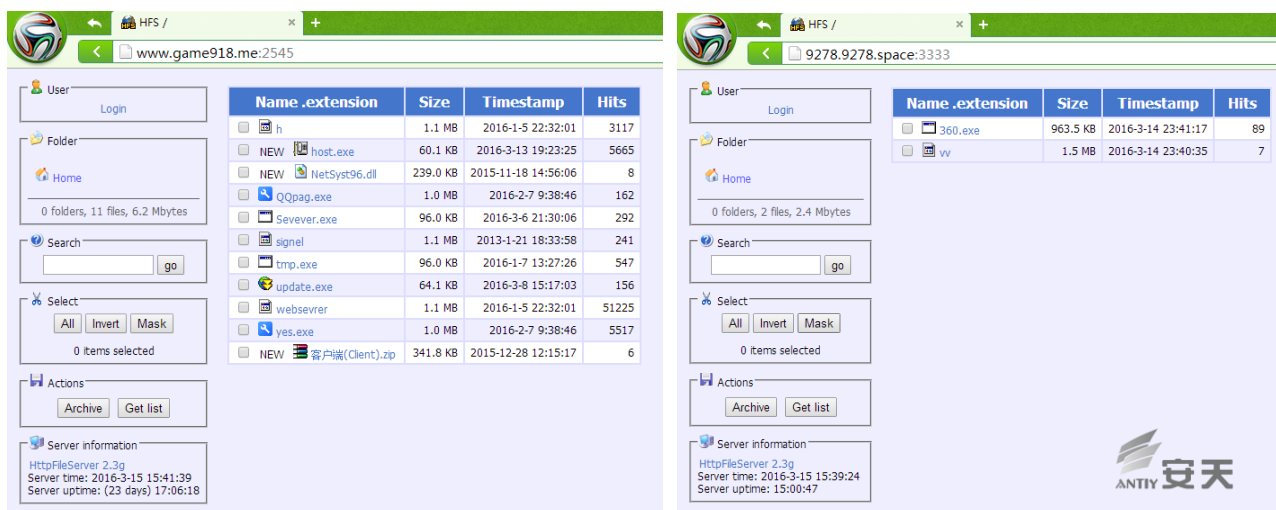 HFS /
www.game918.me:2545
User
Login
Folder
Home
0 folders, 11 files, 6.2 Mbytes
Search
go
Select
All Invert Mask
0 items selected
Actions
Archive Get list
Server information
HttpFileServer 2.3g
Server time: 2016-3-15 15:41:39
Server uptime: (23 days) 17:06:18
Name .extension Size Timestamp Hits
h 1.1 MB 2016-1-5 22:32:01 3117
NEW host.exe 60.1 KB 2016-3-13 19:23:25 5665
NEW NetSyst96.dll 239.0 KB 2015-11-18 14:56:06 8
QQpag.exe 1.0 MB 2016-2-7 9:38:46 162
Sevever.exe 96.0 KB 2016-3-6 21:30:06 292
signel 1.1 MB 2013-1-21 18:33:58 241
tmp.exe 96.0 KB 2016-1-7 13:27:26 547
update.exe 64.1 KB 2016-3-8 15:17:03 156
websevrer 1.1 MB 2016-1-5 22:32:01 51225
yes.exe 1.0 MB 2016-2-7 9:38:46 5517
NEW 客户端(Client).zip 341.8 KB 2015-12-28 12:15:17 6
HFS /
9278.9278.space:3333
User
Login
Folder
Home
0 folders, 2 files, 2.4 Mbytes
Search
go
Select
All Invert Mask
0 items selected
Actions
Archive Get list
Server information
HttpFileServer 2.3g
Server time: 2016-3-15 15:39:24
Server uptime: 15:00:47
Name .extension Size Timestamp Hits
360.exe 963.5 KB 2016-3-14 23:41:17 89
vv 1.5 MB 2016-3-14 23:40:35 7
ANTIY 安天